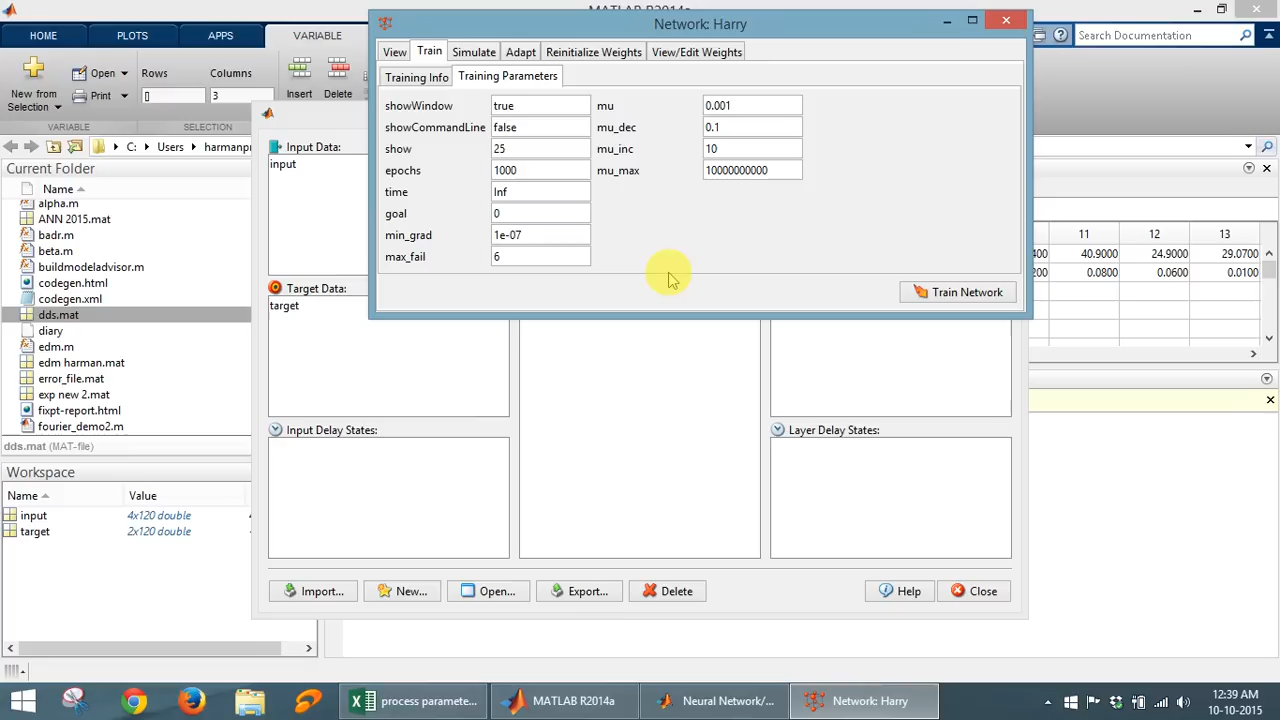 MATLAB R2014a
Network: Harry
HOME
PLOTS
APPS
VARIABLE
Search Documentation
View
Train
Simulate
Adapt
Reinitialize Weights
View/Edit Weights
Training Info
Training Parameters
New from
Selection
Open
Print
Rows
Columns
3
Insert
Delete
VARIABLE
SELECTION
showWindow
true
mu
0.001
showCommandLine
false
mu_dec
0.1
show
25
mu_inc
10
epochs
1000
mu_max
10000000000
time
Inf
goal
0
min_grad
1e-07
max_fail
6
Train Network
C:
Users
harmanpr
Current Folder
Name
alpha.m
ANN 2015.mat
badr.m
beta.m
buildmodeladvisor.m
codegen.html
codegen.xml
dds.mat
diary
edm.m
edm harman.mat
error_file.mat
exp new 2.mat
fixpt-report.html
fourier_demo2.m
dds.mat (MAT-file)
Workspace
Name
Value
input
4x120 double
target
2x120 double
Input Data:
input
Target Data:
target
Input Delay States:
Layer Delay States:
11
12
13
400
40.9000
24.9000
29.0700
200
0.0800
0.0600
0.0100
Import...
New...
Open...
Export...
Delete
Help
Close
process paramete...
MATLAB R2014a
Neural Network/...
Network: Harry
12:39 AM
10-10-2015